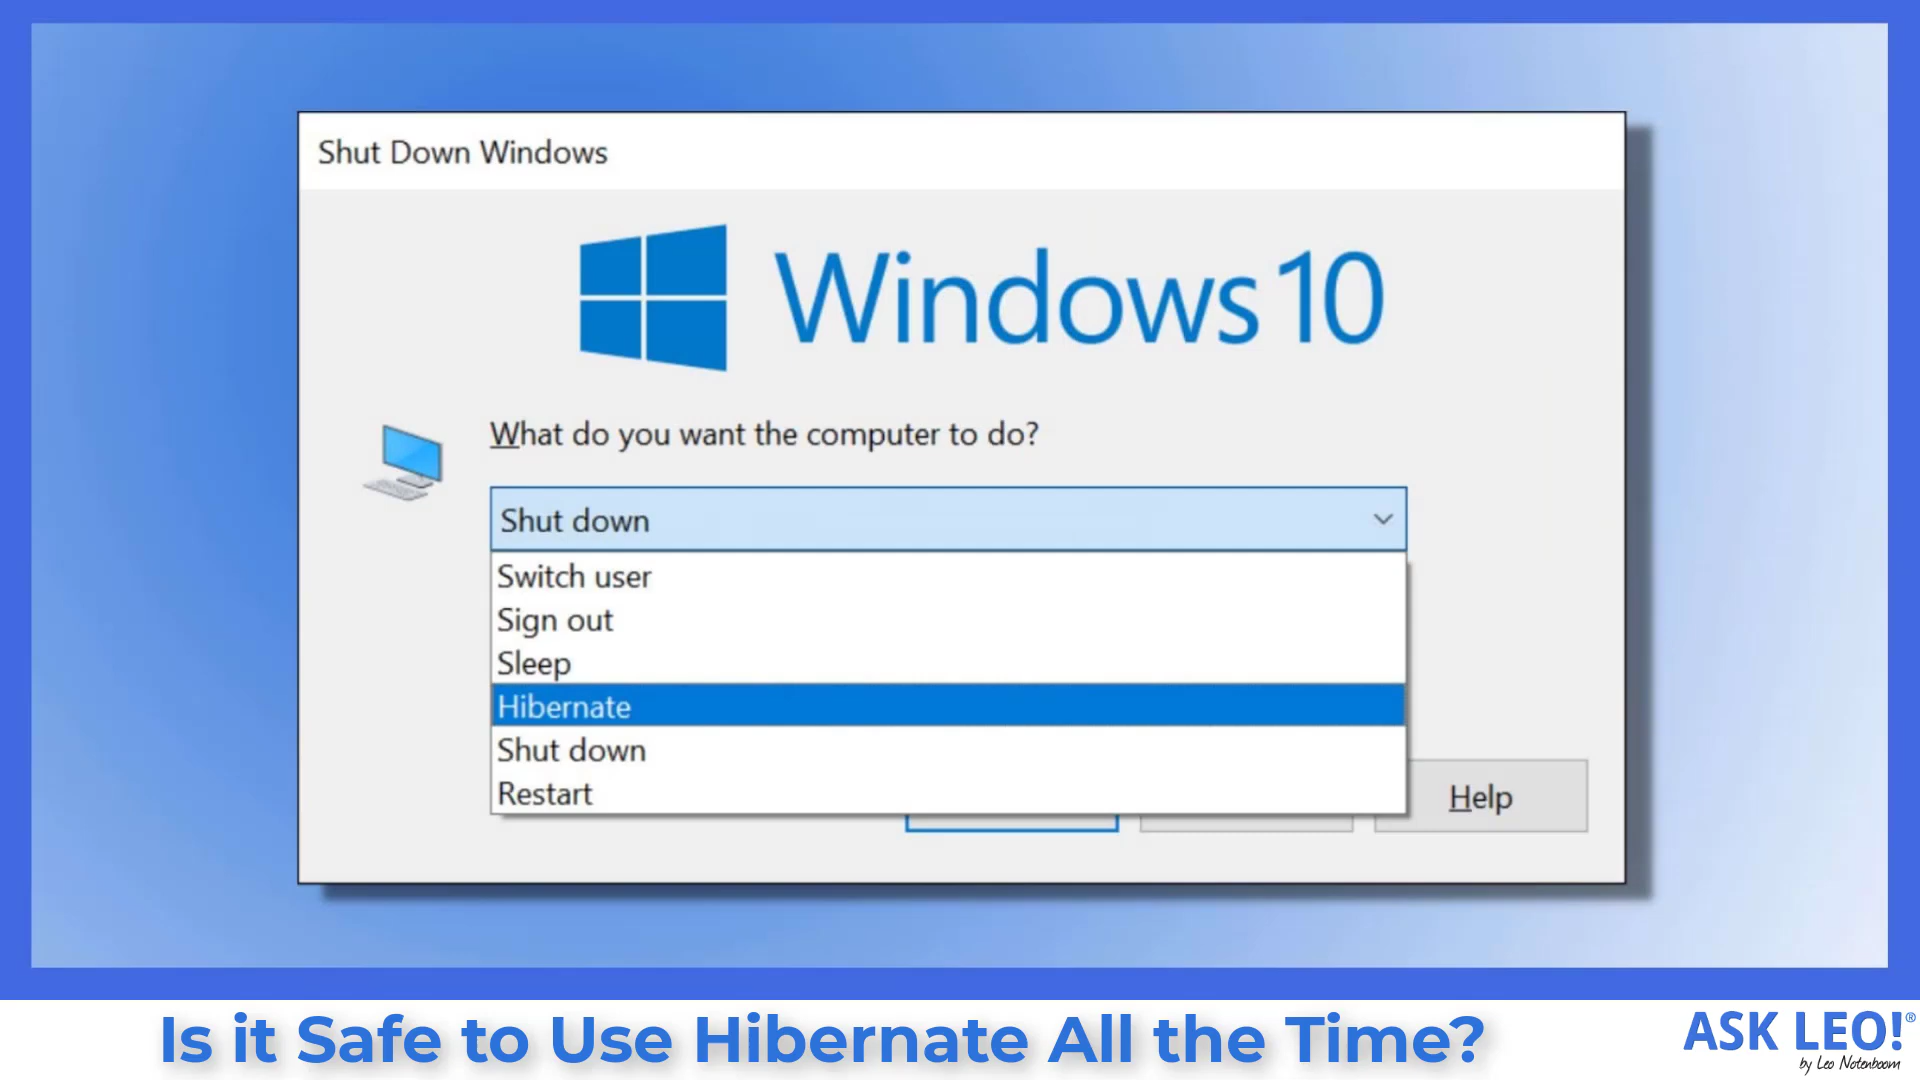 Shut Down Windows
Windows 10
What do you want the computer to do?
Shut down
Switch user
Sign out
Sleep
Hibernate
Shut down
Restart
Help
Is it Safe to Use Hibernate All the Time?
ASK LEO!®
by Leo Notenboom